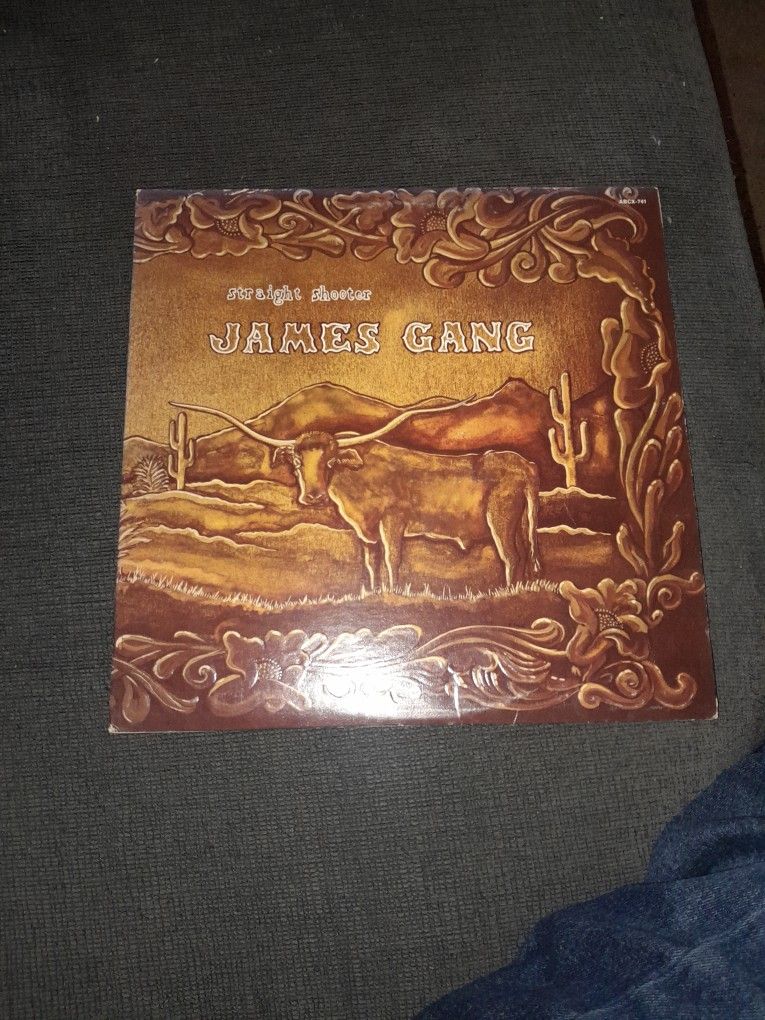 ABCX-741
straight shooter
JAMES GANG